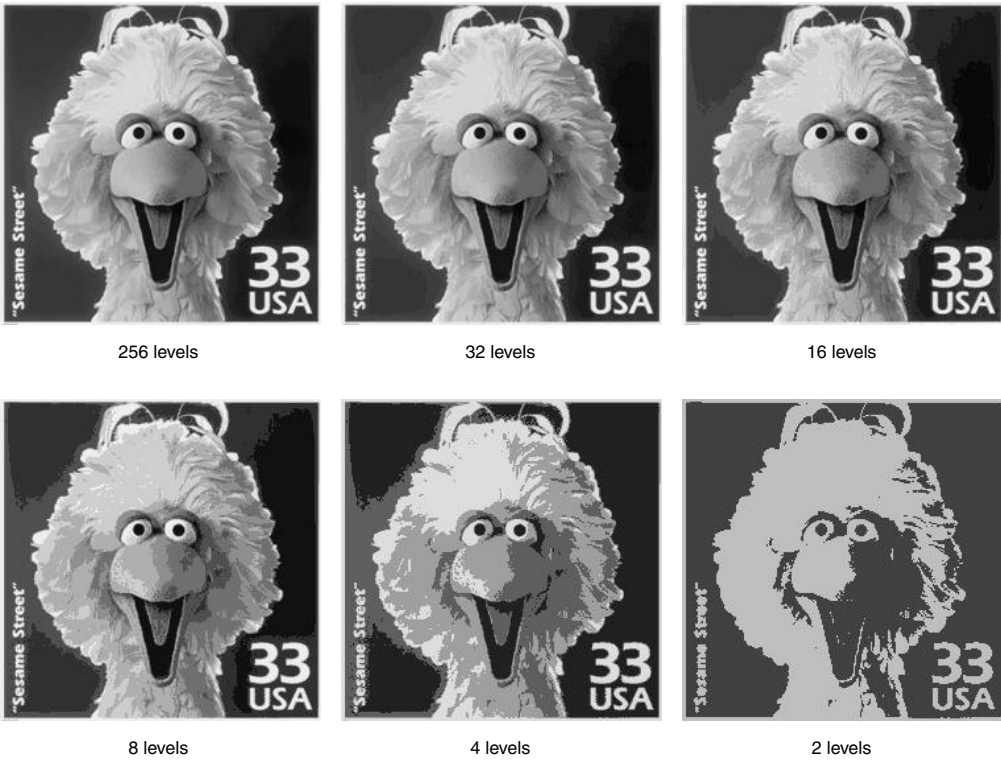 "Sesame Street"
33
USA
"Sesame Street"
33
USA
"Sesame Street"
33
USA
256 levels
32 levels
16 levels
"Sesame Street"
33
USA
"Sesame Street"
33
USA
"Sesame Street"
33
USA
8 levels
4 levels
2 levels